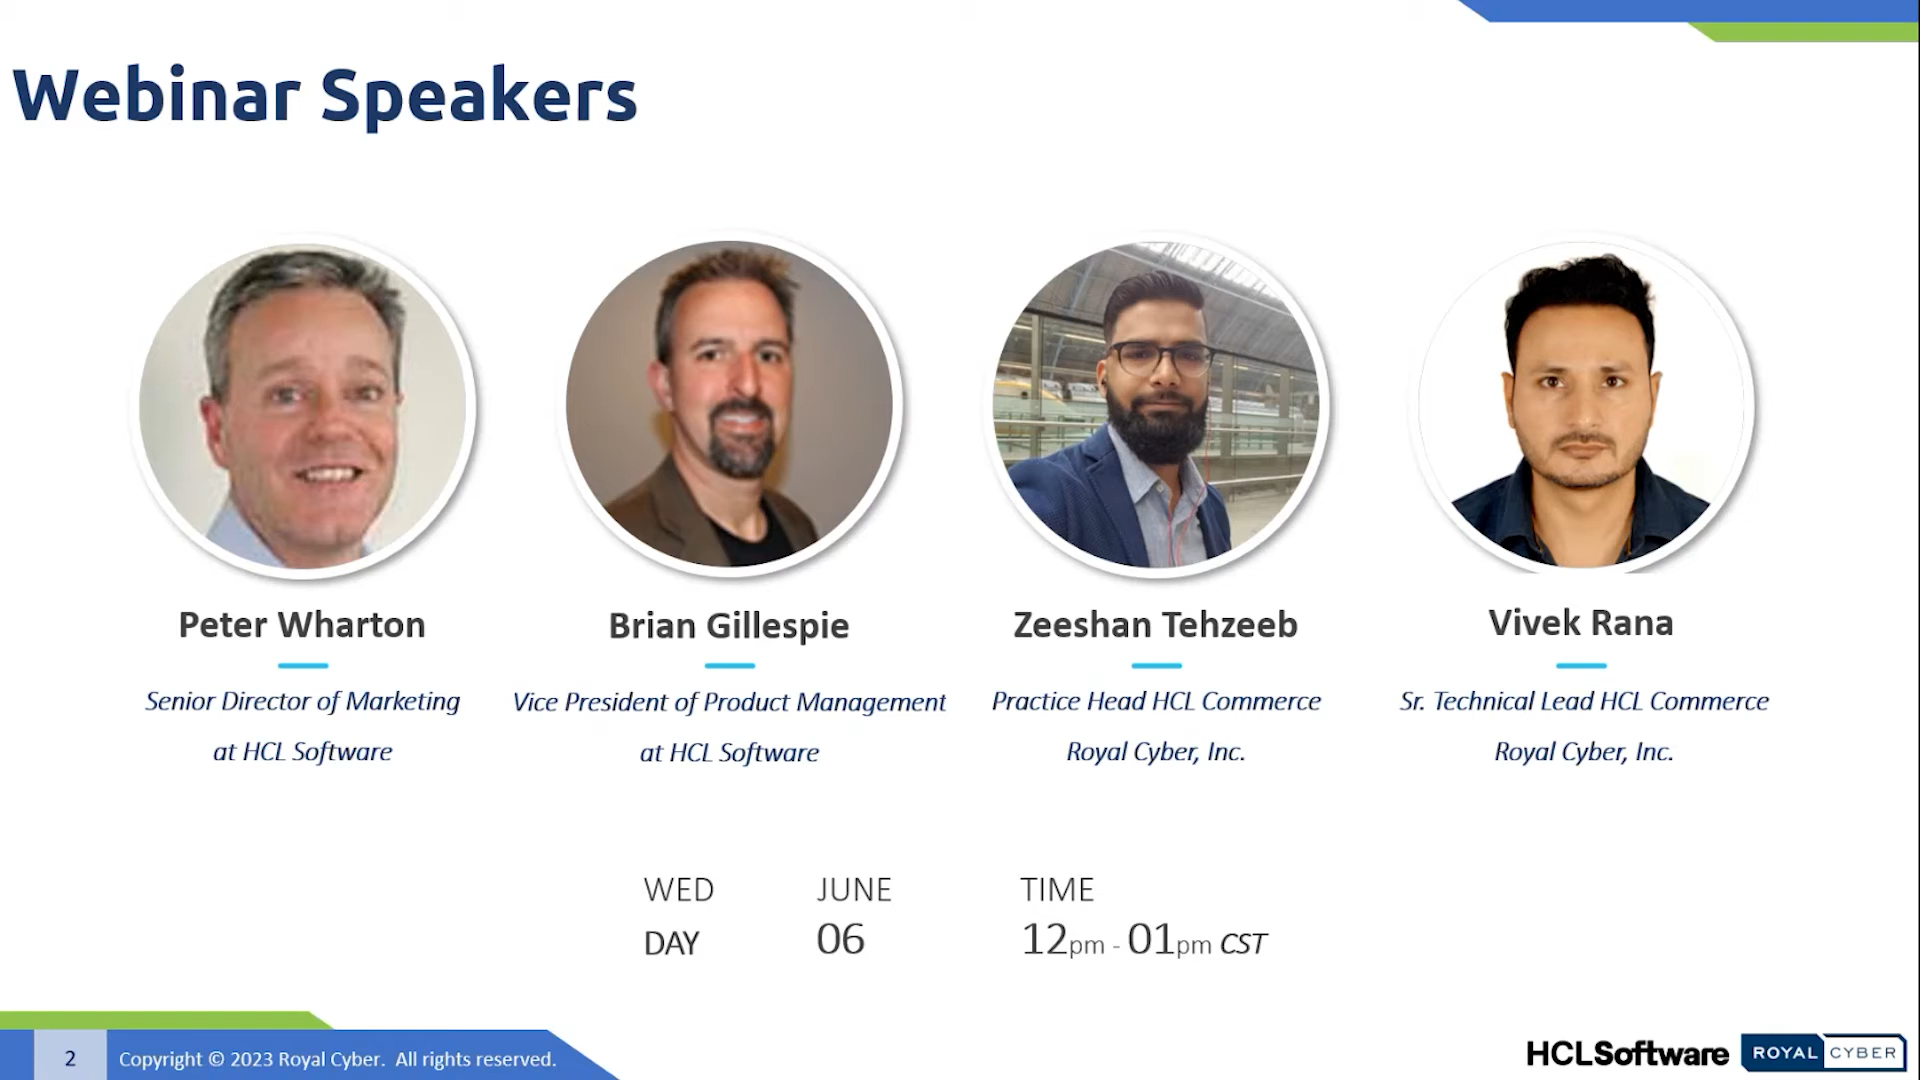 Webinar Speakers
Peter Wharton
Senior Director of Marketing
at HCL Software
Brian Gillespie
Vice President of Product Management
at HCL Software
Zeeshan Tehzeeb
Practice Head HCL Commerce
Royal Cyber, Inc.
Vivek Rana
Sr. Technical Lead HCL Commerce
Royal Cyber, Inc.
WED JUNE TIME
DAY 06 12pm - 01pm CST
2 Copyright © 2023 Royal Cyber. All rights reserved.
HCLSoftware ROYAL CYBER